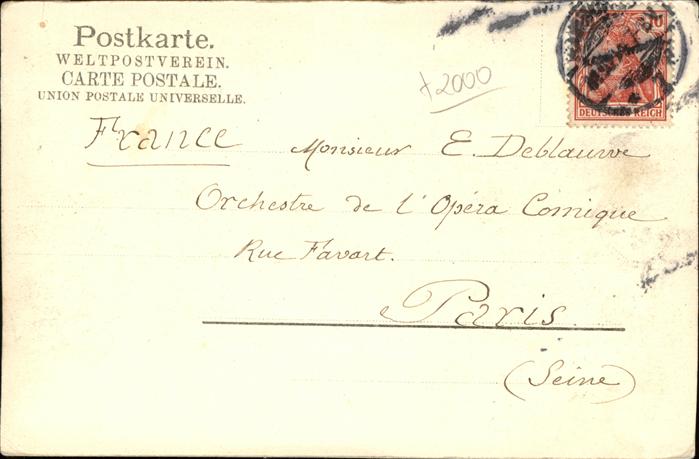 Postkarte.
WELTPOSTVEREIN.
CARTE POSTALE.
UNION POSTALE UNIVERSELLE.
+2000
10
DEUTSCHES REICH
France
Monsieur E. Deblauwe
Orchestre de l'Opéra Comique
Rue Favart.
Paris.
(Seine)